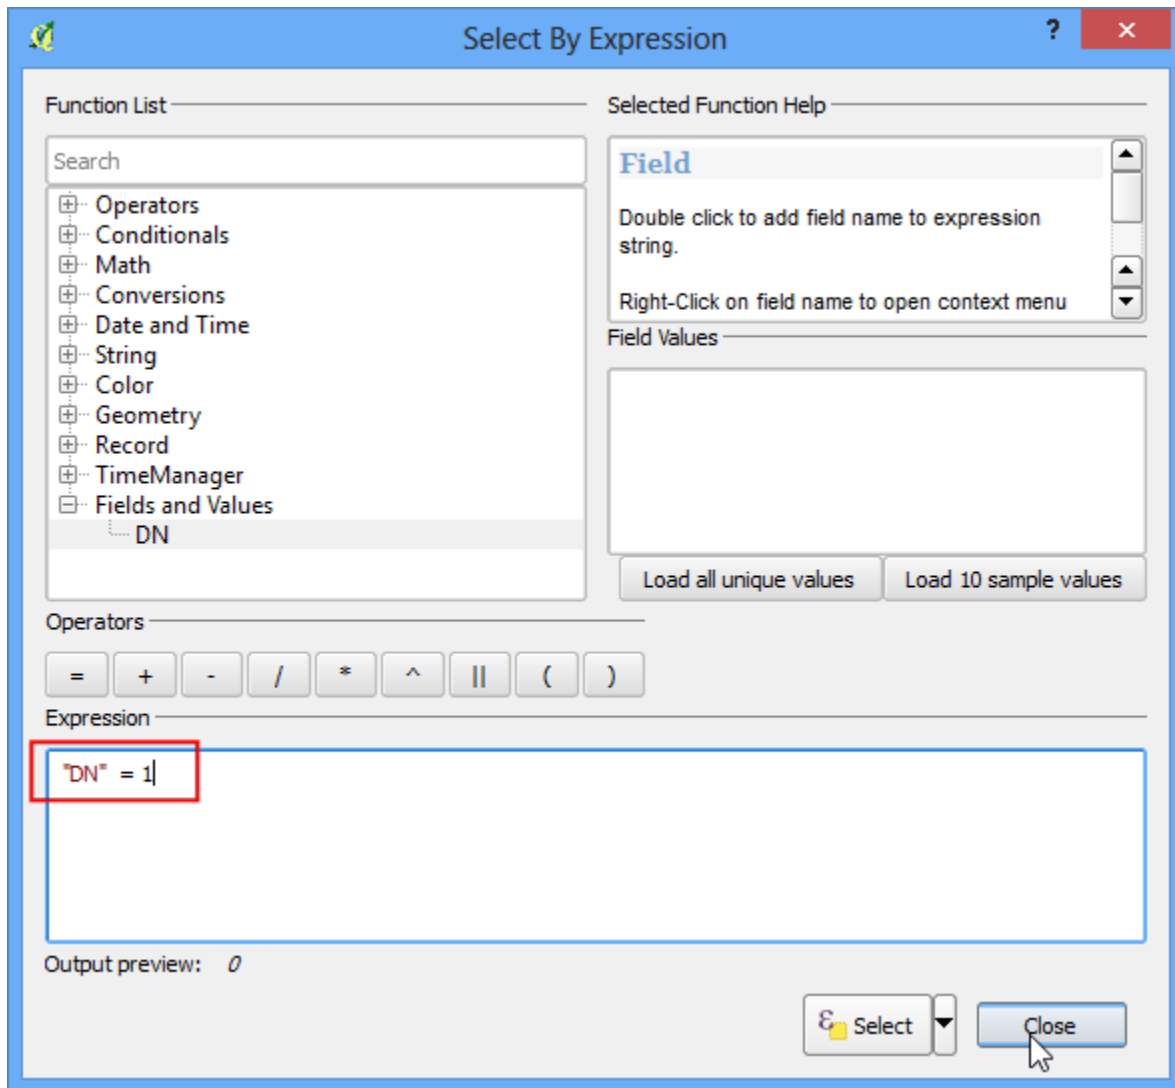 Select By Expression
?
×
Function List
Search
Operators
Conditionals
Math
Conversions
Date and Time
String
Color
Geometry
Record
TimeManager
Fields and Values
DN
Selected Function Help
Field
Double click to add field name to expression
string.
Right-Click on field name to open context menu
Field Values
Load all unique values Load 10 sample values
Operators
= + - / * ^ || ( )
Expression
"DN" = 1
Output preview: 0
ε Select Close